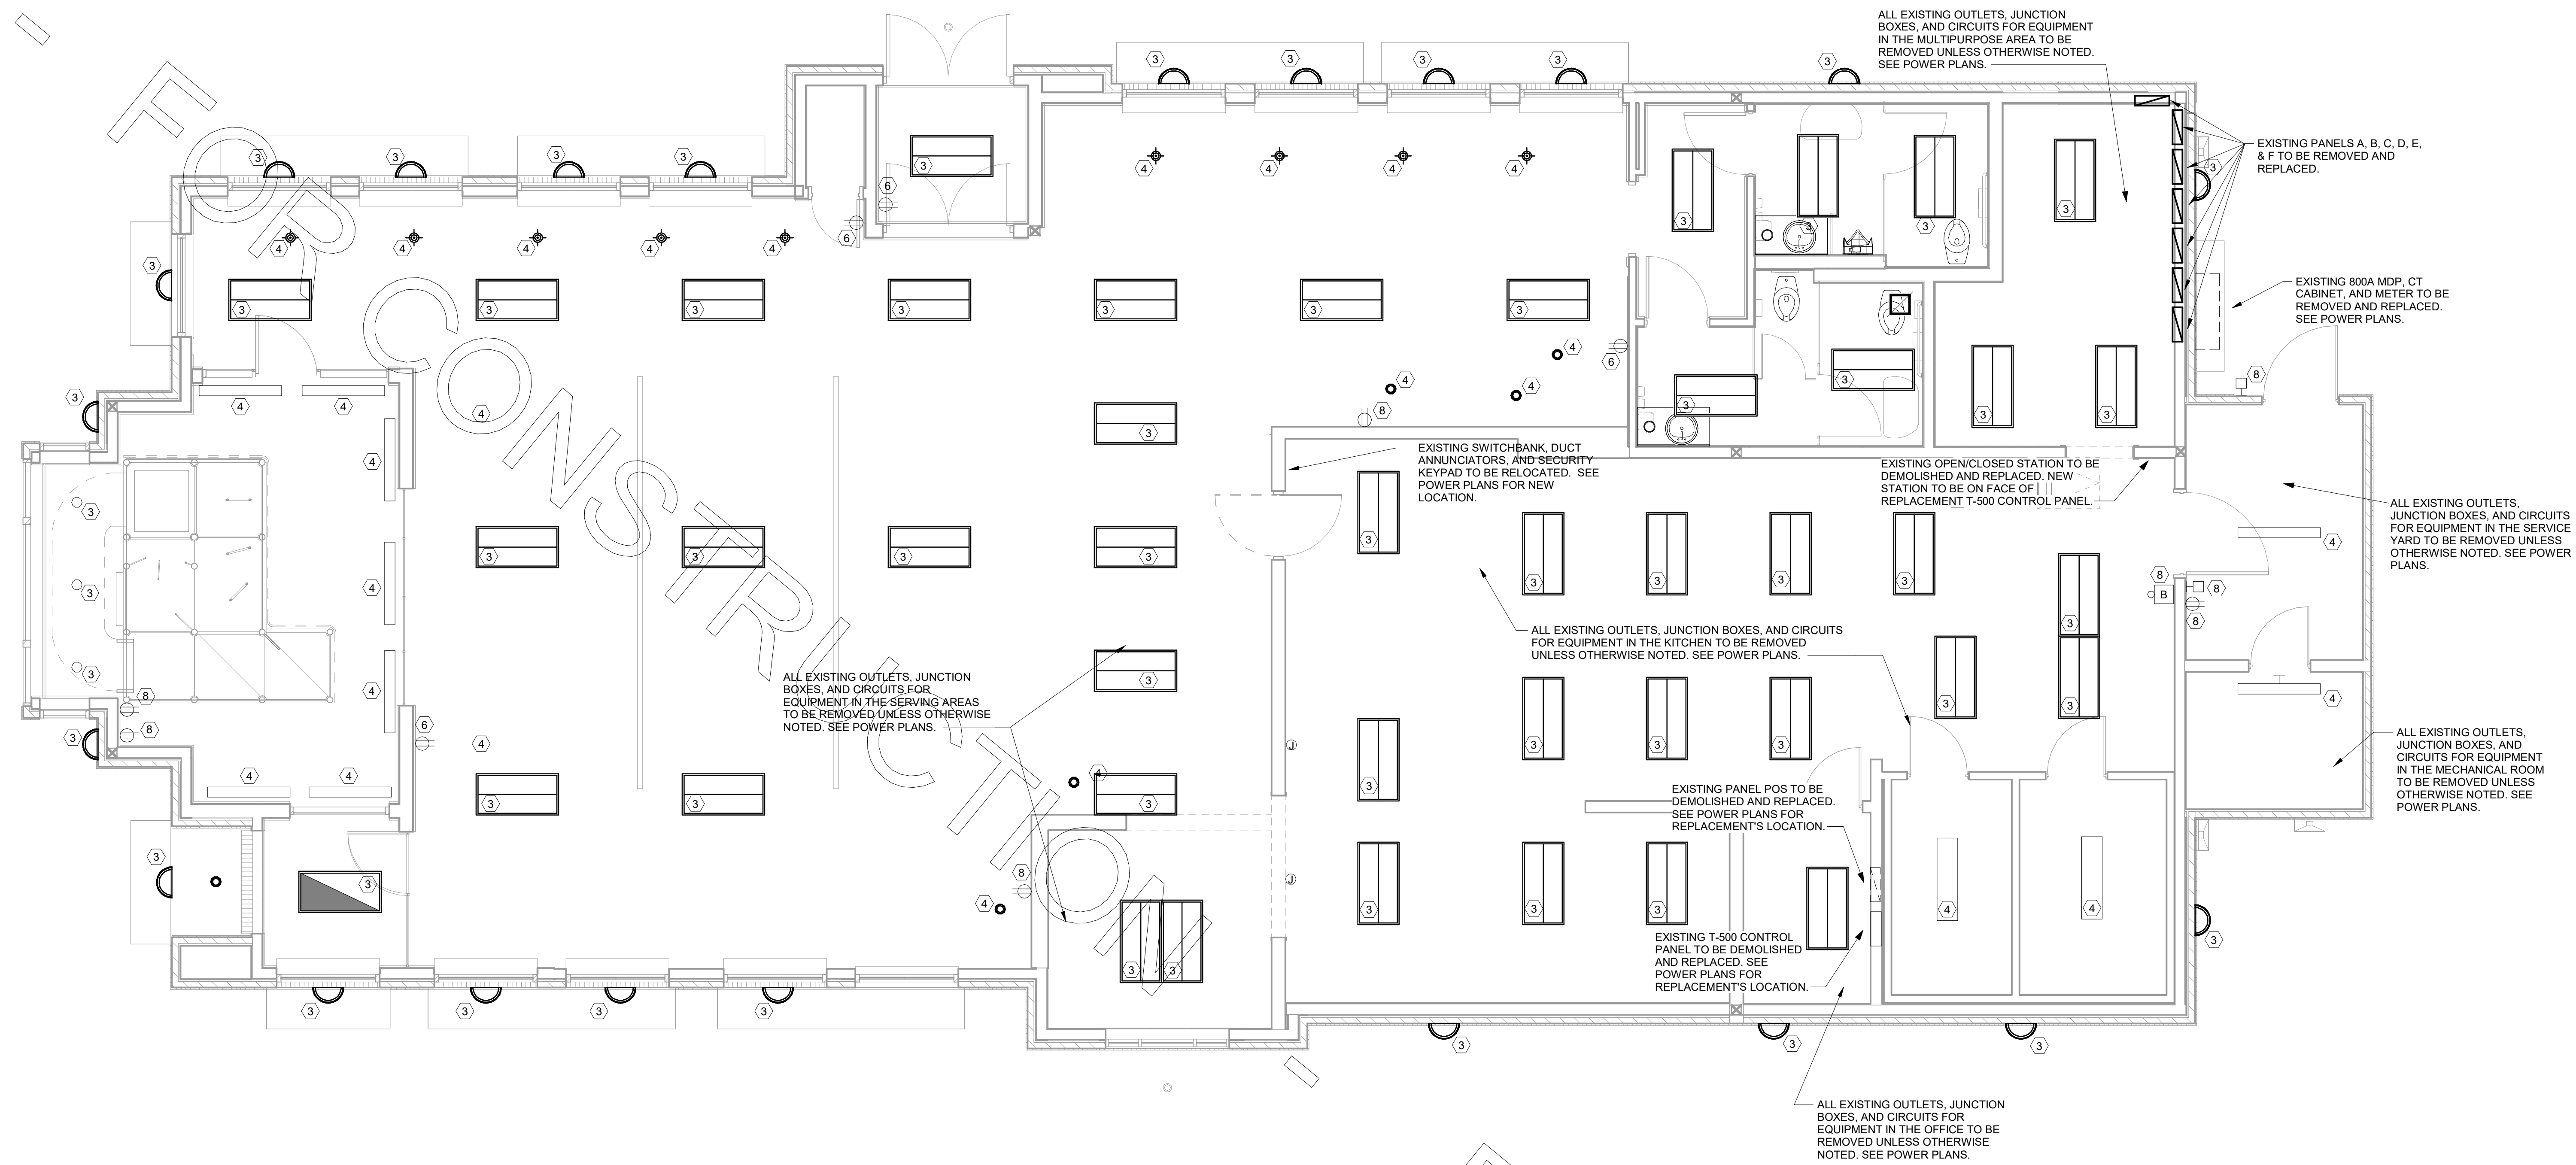 ALL EXISTING OUTLETS, JUNCTION
BOXES, AND CIRCUITS FOR EQUIPMENT
IN THE MULTIPURPOSE AREA TO BE
REMOVED UNLESS OTHERWISE NOTED.
SEE POWER PLANS.
EXISTING PANELS A, B, C, D, E,
& F TO BE REMOVED AND
REPLACED.
EXISTING 800A MDP, CT
CABINET, AND METER TO BE
REMOVED AND REPLACED.
SEE POWER PLANS.
EXISTING SWITCHBANK, DUCT
ANNUNCIATORS, AND SECURITY
KEYPAD TO BE RELOCATED. SEE
POWER PLANS FOR NEW
LOCATION.
EXISTING OPEN/CLOSED STATION TO BE
DEMOLISHED AND REPLACED. NEW
STATION TO BE ON FACE OF
REPLACEMENT T-500 CONTROL PANEL.
ALL EXISTING OUTLETS,
JUNCTION BOXES, AND CIRCUITS
FOR EQUIPMENT IN THE SERVICE
YARD TO BE REMOVED UNLESS
OTHERWISE NOTED. SEE POWER
PLANS.
ALL EXISTING OUTLETS, JUNCTION BOXES, AND CIRCUITS
FOR EQUIPMENT IN THE KITCHEN TO BE REMOVED
UNLESS OTHERWISE NOTED. SEE POWER PLANS.
ALL EXISTING OUTLETS, JUNCTION
BOXES, AND CIRCUITS FOR
EQUIPMENT IN THE SERVING AREAS
TO BE REMOVED UNLESS OTHERWISE
NOTED. SEE POWER PLANS.
ALL EXISTING OUTLETS,
JUNCTION BOXES, AND
CIRCUITS FOR EQUIPMENT
IN THE MECHANICAL ROOM
TO BE REMOVED UNLESS
OTHERWISE NOTED. SEE
POWER PLANS.
EXISTING PANEL POS TO BE
DEMOLISHED AND REPLACED.
SEE POWER PLANS FOR
REPLACEMENT'S LOCATION.
EXISTING T-500 CONTROL
PANEL TO BE DEMOLISHED
AND REPLACED. SEE
POWER PLANS FOR
REPLACEMENT'S LOCATION.
ALL EXISTING OUTLETS, JUNCTION
BOXES, AND CIRCUITS FOR
EQUIPMENT IN THE OFFICE TO BE
REMOVED UNLESS OTHERWISE
NOTED. SEE POWER PLANS.
FOR CONSTRUCTION
B
J
J